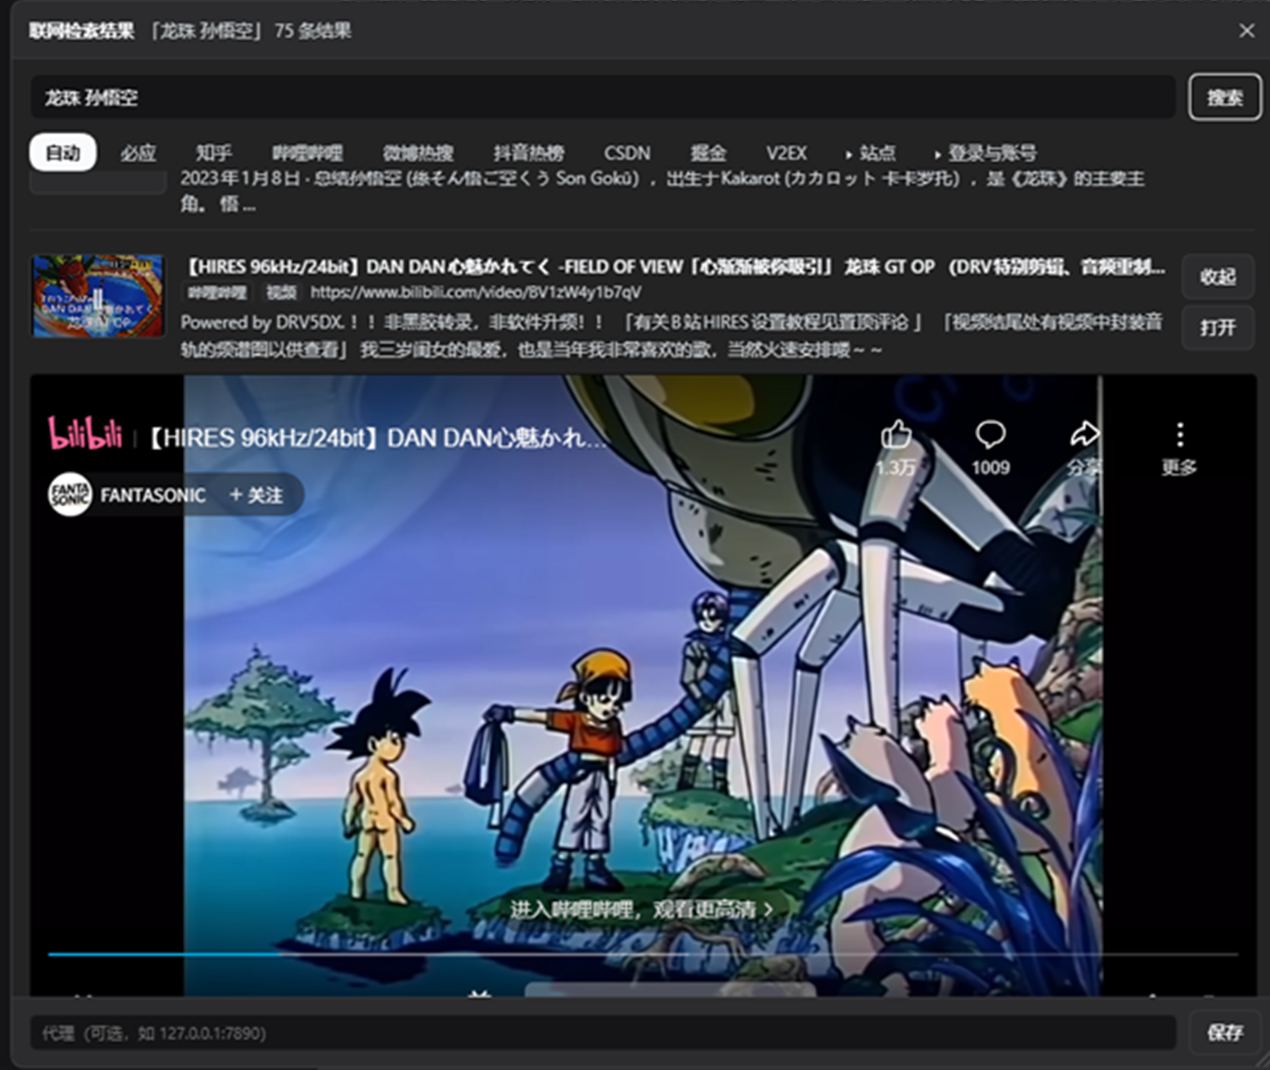 联网检索结果 「龙珠 孙悟空」 75 条结果
龙珠 孙悟空
搜索
自动 必应 知乎 哔哩哔哩 微博热搜 抖音热榜 CSDN 掘金 V2EX 站点 登录与账号
2023年1月8日 · 总结孙悟空 (孫そん悟ご空くう Son Gokū) ，出生于 Kakarot (カカロット 卡卡罗托) ，是《龙珠》的主要主
角。 悟 ...
【HIRES 96kHz/24bit】DAN DAN心魅かれてく -FIELD OF VIEW「心渐渐被你吸引」 龙珠 GT OP （DRV特别剪辑、音频重制...
收起
哔哩哔哩 视频 https://www.bilibili.com/video/BV1zW4y1b7qV
Powered by DRV5DX.！！ 非黑胶转录，非软件升频！！ 「有关B站HIRES设置教程见置顶评论 」 「视频结尾处有视频中封装音
打开
轨的频谱图以供查看」 我三岁闺女的最爱，也是当年我非常喜欢的歌，当然火速安排喽~ ~
bilibili 【HIRES 96kHz/24bit】DAN DAN心魅かれ...
1.3万 1009 分享 更多
FANTA SONIC FANTASONIC + 关注
进入哔哩哔哩，观看更高清 >
代理（可选，如 127.0.0.1:7890）
保存